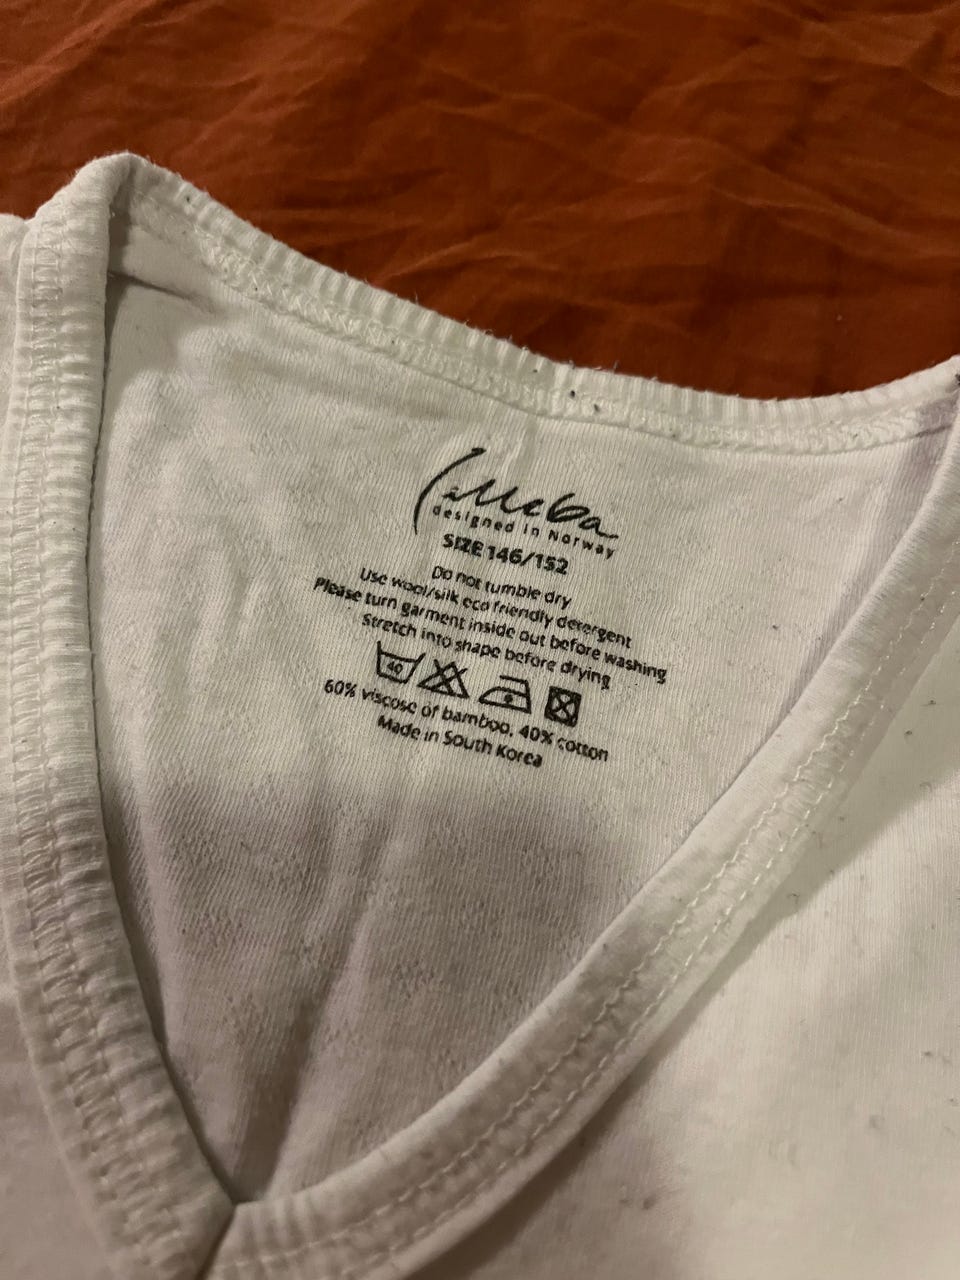 Lilleba
designed in Norway
SIZE 146/152
Do not tumble dry
Use wool/silk eco friendly detergent
Please turn garment inside out before washing
Stretch into shape before drying
40
60% viscose of bamboo, 40% cotton
Made in South Korea